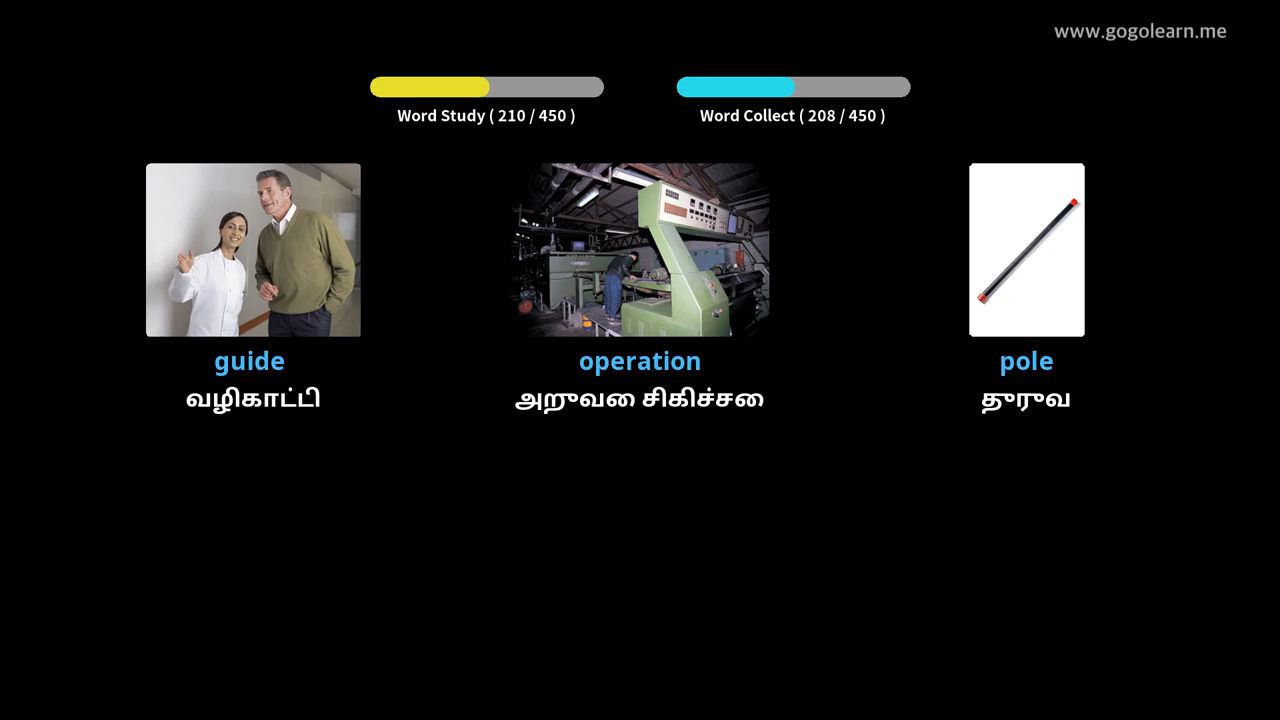 www.gogolearn.me
Word Study ( 210 / 450 )
Word Collect ( 208 / 450 )
guide
operation
pole
வழிகாட்டி
அறுவை சிகிச்சை
துருவ